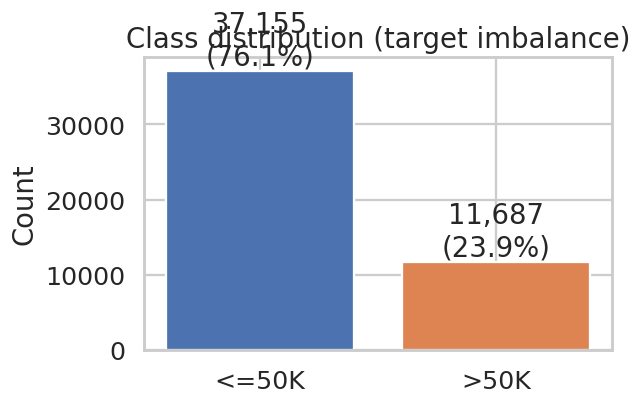 37,155
Class distribution (target imbalance)
(76.1%)
30000
20000
10000
0
Count
11,687
(23.9%)
<=50K
>50K